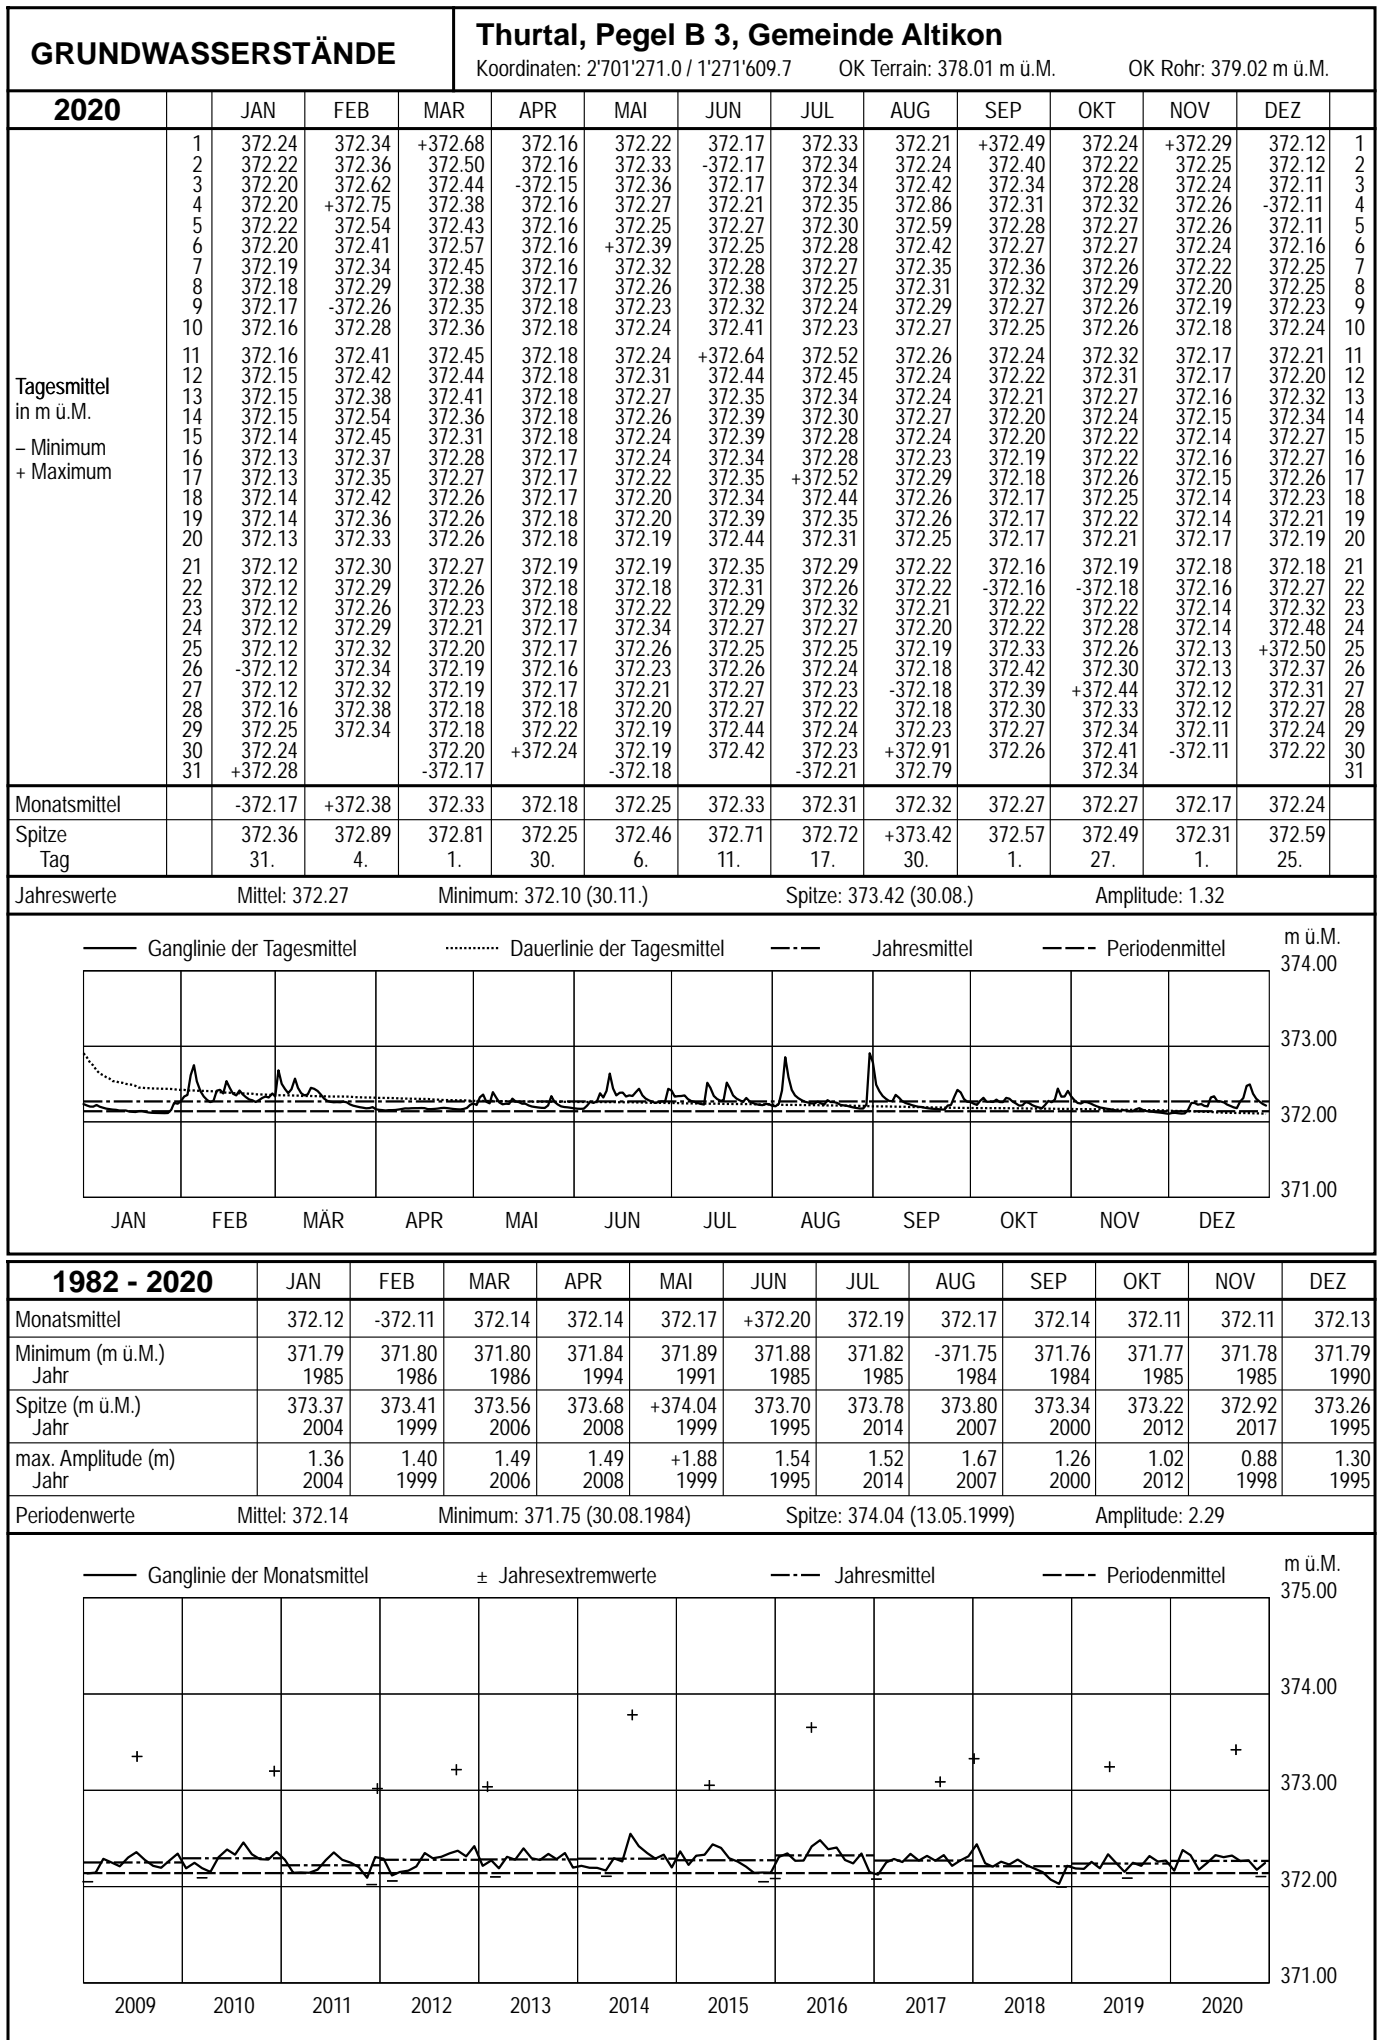 GRUNDWASSERSTÄNDE
Thurtal, Pegel B 3, Gemeinde Altikon
Koordinaten: 2'701'271.0 / 1'271'609.7 OK Terrain: 378.01 m ü.M. OK Rohr: 379.02 m ü.M.
2020 JAN FEB MAR APR MAI JUN JUL AUG SEP OKT NOV DEZ
1 372.24 372.34 +372.68 372.16 372.22 372.17 372.33 372.21 +372.49 372.24 +372.29 372.12 1
2 372.22 372.36 372.50 372.16 372.33 -372.17 372.34 372.24 372.40 372.22 372.25 372.12 2
3 372.20 372.62 372.44 -372.15 372.36 372.17 372.34 372.42 372.34 372.28 372.24 372.11 3
4 372.20 +372.75 372.38 372.16 372.27 372.21 372.35 372.86 372.31 372.32 372.26 -372.11 4
5 372.22 372.54 372.43 372.16 372.25 372.27 372.30 372.59 372.28 372.27 372.26 372.11 5
6 372.20 372.41 372.57 372.16 +372.39 372.25 372.28 372.42 372.27 372.27 372.24 372.16 6
7 372.19 372.34 372.45 372.16 372.32 372.28 372.27 372.35 372.36 372.26 372.22 372.25 7
8 372.18 372.29 372.38 372.17 372.26 372.38 372.25 372.31 372.32 372.29 372.20 372.25 8
9 372.17 -372.26 372.35 372.18 372.23 372.32 372.24 372.29 372.27 372.26 372.19 372.23 9
10 372.16 372.28 372.36 372.18 372.24 372.41 372.23 372.27 372.25 372.26 372.18 372.24 10
11 372.16 372.41 372.45 372.18 372.24 +372.64 372.52 372.26 372.24 372.32 372.17 372.21 11
12 372.15 372.42 372.44 372.18 372.31 372.44 372.45 372.24 372.22 372.31 372.17 372.20 12
Tagesmittel 13 372.15 372.38 372.41 372.18 372.27 372.35 372.34 372.24 372.21 372.27 372.16 372.32 13
in m ü.M. 14 372.15 372.54 372.36 372.18 372.26 372.39 372.30 372.27 372.20 372.24 372.15 372.34 14
– Minimum 15 372.14 372.45 372.31 372.18 372.24 372.39 372.28 372.24 372.20 372.22 372.14 372.27 15
16 372.13 372.37 372.28 372.17 372.24 372.34 372.28 372.23 372.19 372.22 372.16 372.27 16
+ Maximum 17 372.13 372.35 372.27 372.17 372.22 372.35 +372.52 372.29 372.18 372.26 372.15 372.26 17
18 372.14 372.42 372.26 372.17 372.20 372.34 372.44 372.26 372.17 372.25 372.14 372.23 18
19 372.14 372.36 372.26 372.18 372.20 372.39 372.35 372.26 372.17 372.22 372.14 372.21 19
20 372.13 372.33 372.26 372.18 372.19 372.44 372.31 372.25 372.17 372.21 372.17 372.19 20
21 372.12 372.30 372.27 372.19 372.19 372.35 372.29 372.22 372.16 372.19 372.18 372.18 21
22 372.12 372.29 372.26 372.18 372.18 372.31 372.26 372.22 -372.16 -372.18 372.16 372.27 22
23 372.12 372.26 372.23 372.18 372.22 372.29 372.32 372.21 372.22 372.22 372.14 372.32 23
24 372.12 372.29 372.21 372.17 372.34 372.27 372.27 372.20 372.22 372.28 372.14 372.48 24
25 372.12 372.32 372.20 372.17 372.26 372.25 372.25 372.19 372.33 372.26 372.13 +372.50 25
26 -372.12 372.34 372.19 372.16 372.23 372.26 372.24 372.18 372.42 372.30 372.13 372.37 26
27 372.12 372.32 372.19 372.17 372.21 372.27 372.23 -372.18 372.39 +372.44 372.12 372.31 27
28 372.16 372.38 372.18 372.18 372.20 372.27 372.22 372.18 372.30 372.33 372.12 372.27 28
29 372.25 372.34 372.18 372.22 372.19 372.44 372.24 372.23 372.27 372.34 372.11 372.24 29
30 372.24 372.20 +372.24 372.19 372.42 372.23 +372.91 372.26 372.41 -372.11 372.22 30
31 +372.28 -372.17 -372.18 -372.21 372.79 372.34 31
Monatsmittel -372.17 +372.38 372.33 372.18 372.25 372.33 372.31 372.32 372.27 372.27 372.17 372.24
Spitze 372.36 372.89 372.81 372.25 372.46 372.71 372.72 +373.42 372.57 372.49 372.31 372.59
Tag 31. 4. 1. 30. 6. 11. 17. 30. 1. 27. 1. 25.
Jahreswerte Mittel: 372.27 Minimum: 372.10 (30.11.) Spitze: 373.42 (30.08.) Amplitude: 1.32
Ganglinie der Tagesmittel Dauerlinie der Tagesmittel Jahresmittel Periodenmittel m ü.M.
374.00
373.00
372.00
371.00
JAN FEB MÄR APR MAI JUN JUL AUG SEP OKT NOV DEZ
1982 - 2020 JAN FEB MAR APR MAI JUN JUL AUG SEP OKT NOV DEZ
Monatsmittel 372.12 -372.11 372.14 372.14 372.17 +372.20 372.19 372.17 372.14 372.11 372.11 372.13
Minimum (m ü.M.) 371.79 371.80 371.80 371.84 371.89 371.88 371.82 -371.75 371.76 371.77 371.78 371.79
Jahr 1985 1986 1986 1994 1991 1985 1985 1984 1984 1985 1985 1990
Spitze (m ü.M.) 373.37 373.41 373.56 373.68 +374.04 373.70 373.78 373.80 373.34 373.22 372.92 373.26
Jahr 2004 1999 2006 2008 1999 1995 2014 2007 2000 2012 2017 1995
max. Amplitude (m) 1.36 1.40 1.49 1.49 +1.88 1.54 1.52 1.67 1.26 1.02 0.88 1.30
Jahr 2004 1999 2006 2008 1999 1995 2014 2007 2000 2012 1998 1995
Periodenwerte Mittel: 372.14 Minimum: 371.75 (30.08.1984) Spitze: 374.04 (13.05.1999) Amplitude: 2.29
Ganglinie der Monatsmittel ± Jahresextremwerte Jahresmittel Periodenmittel m ü.M.
375.00
374.00
373.00
372.00
371.00
2009 2010 2011 2012 2013 2014 2015 2016 2017 2018 2019 2020